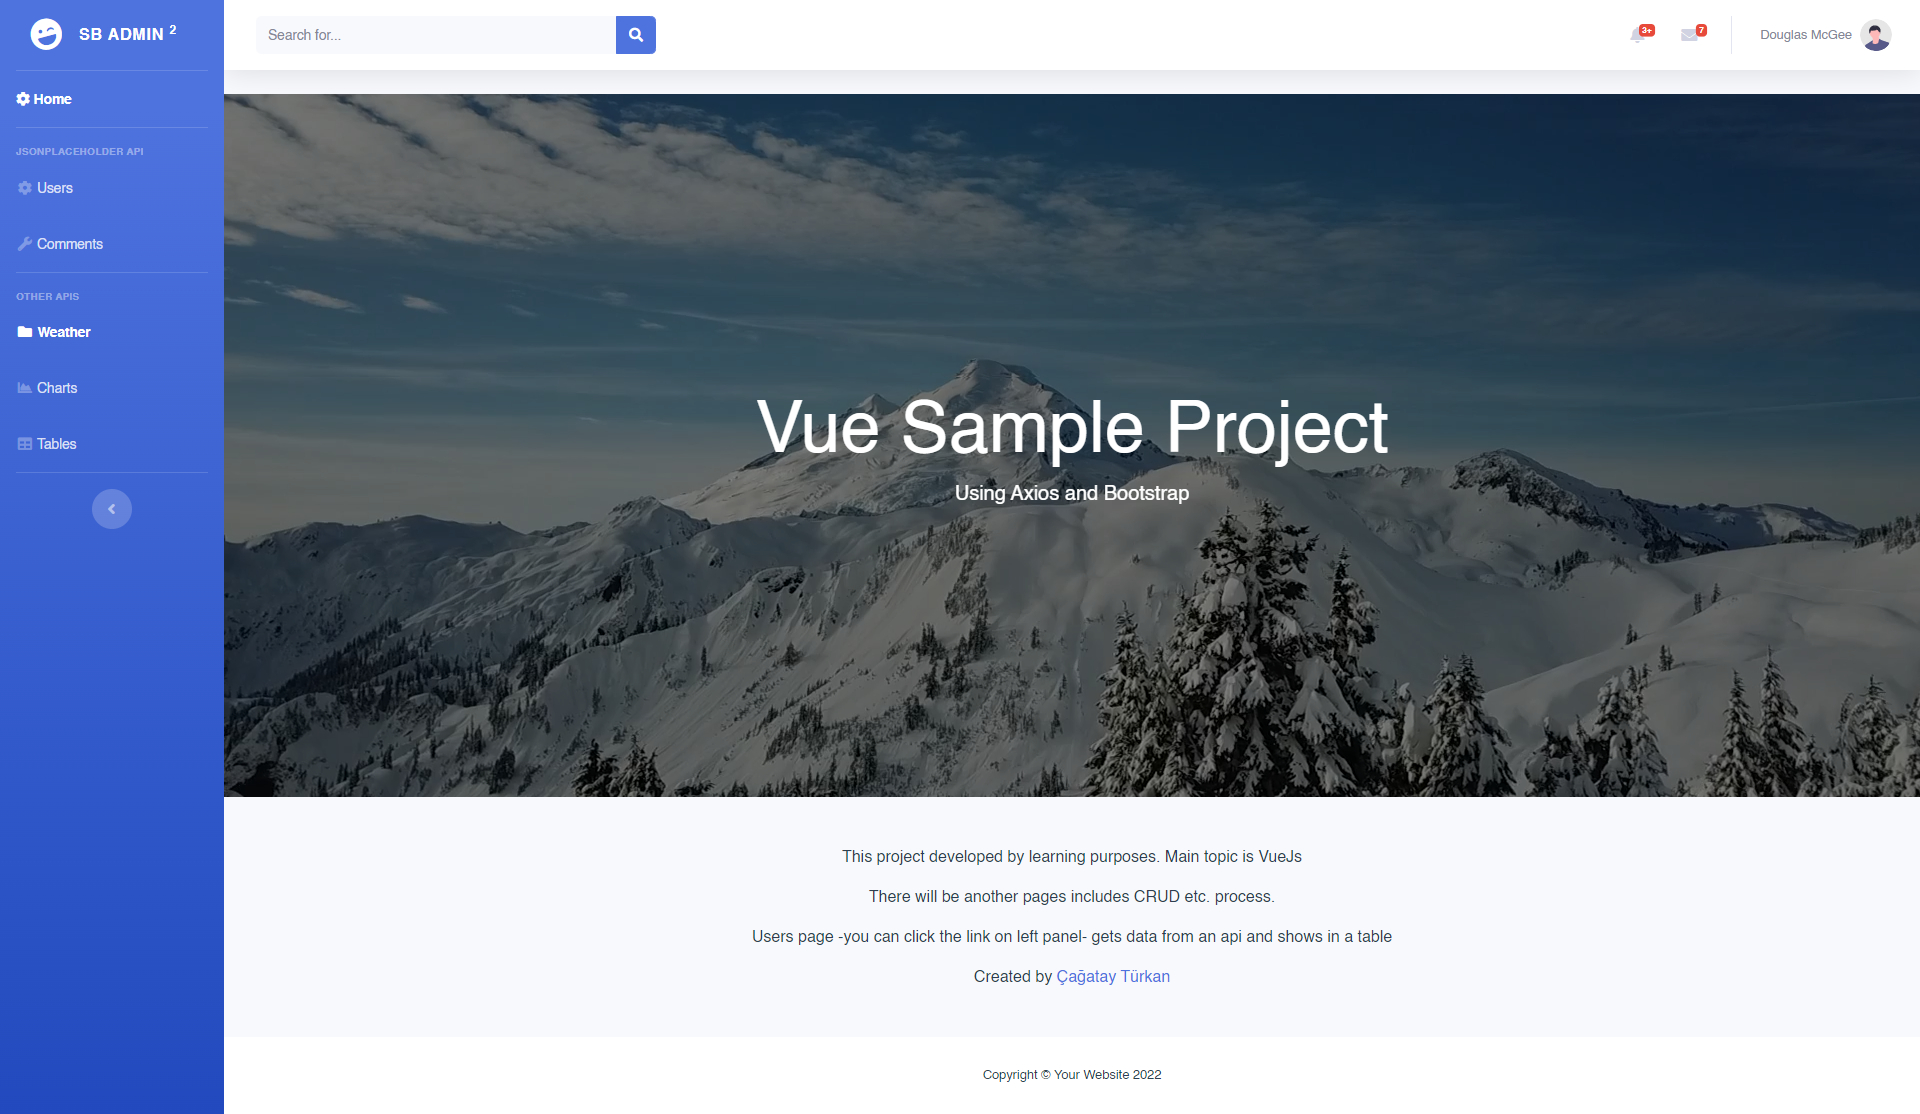 SB ADMIN 2
Search for...
3+
7
Douglas McGee
Home
JSONPLACEHOLDER API
Users
Comments
OTHER APIS
Weather
Charts
Tables
Vue Sample Project
Using Axios and Bootstrap
This project developed by learning purposes. Main topic is VueJs
There will be another pages includes CRUD etc. process.
Users page -you can click the link on left panel- gets data from an api and shows in a table
Created by Çağatay Türkan
Copyright © Your Website 2022